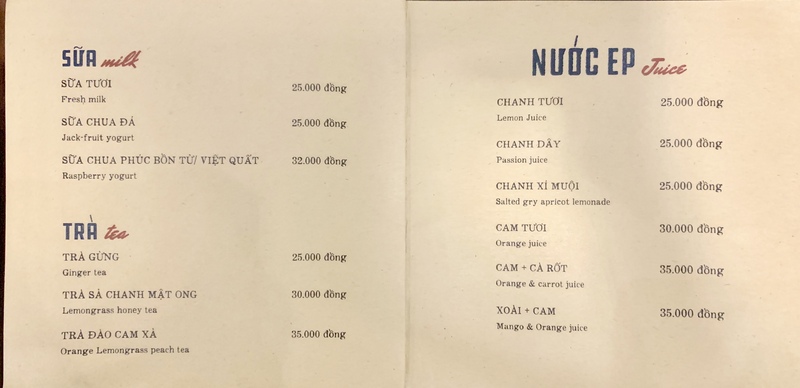 SỮA milk
SỮA TƯƠI 25.000 đồng
Fresh milk
SỮA CHUA ĐÁ 25.000 đồng
Jack-fruit yogurt
SỮA CHUA PHÚC BỒN TỬ/ VIỆT QUẤT 32.000 đồng
Raspberry yogurt
TRÀ tea
TRÀ GỪNG 25.000 đồng
Ginger tea
TRÀ SẢ CHANH MẬT ONG 30.000 đồng
Lemongrass honey tea
TRÀ ĐÀO CAM XẢ 35.000 đồng
Orange Lemongrass peach tea
NƯỚC EP Juice
CHANH TƯƠI 25.000 đồng
Lemon Juice
CHANH DÂY 25.000 đồng
Passion juice
CHANH XÍ MUỘI 25.000 đồng
Salted gry apricot lemonade
CAM TƯƠI 30.000 đồng
Orange juice
CAM + CÀ RỐT 35.000 đồng
Orange & carrot juice
XOÀI + CAM 35.000 đồng
Mango & Orange juice